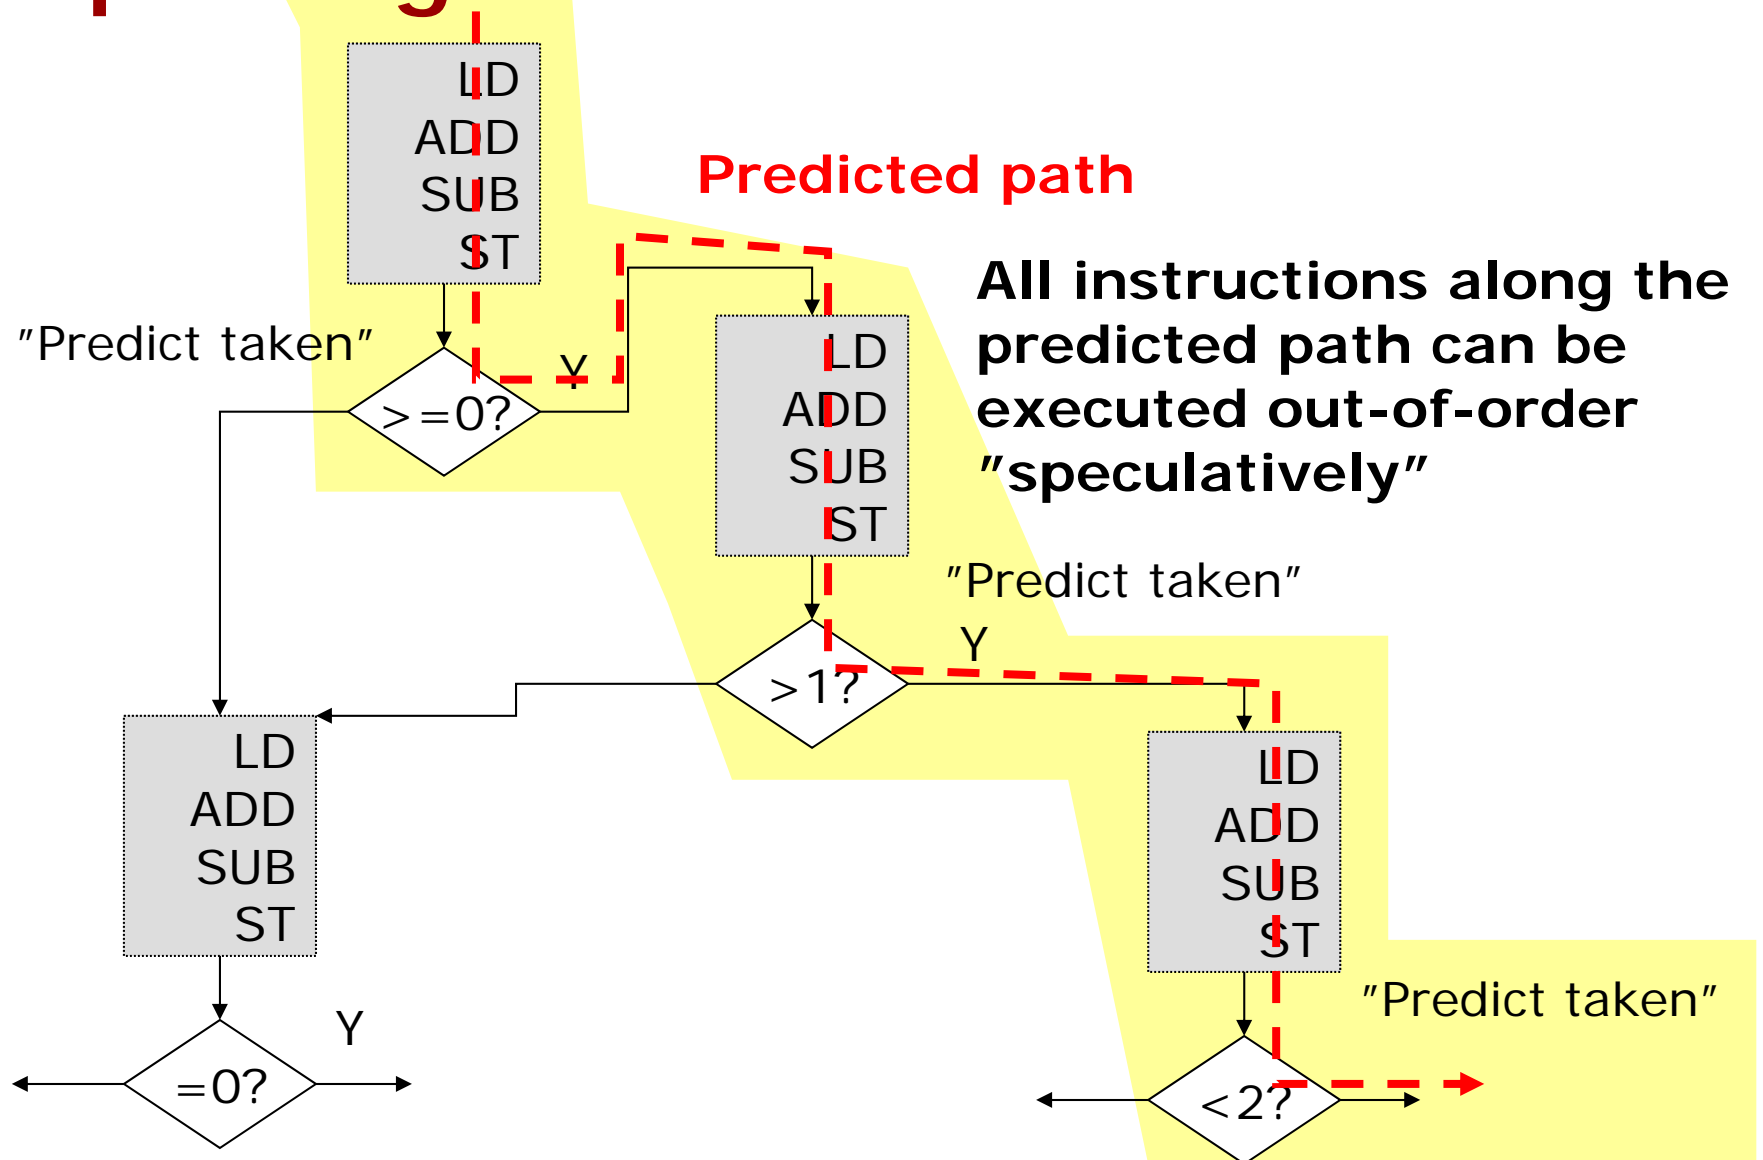 LD
ADD
SUB
ST
Predicted path
All instructions along the
predicted path can be
executed out-of-order
"speculatively"
"Predict taken"
Y
>=0?
LD
ADD
SUB
ST
"Predict taken"
Y
>1?
LD
ADD
SUB
ST
LD
ADD
SUB
ST
"Predict taken"
Y
=0?
<2?